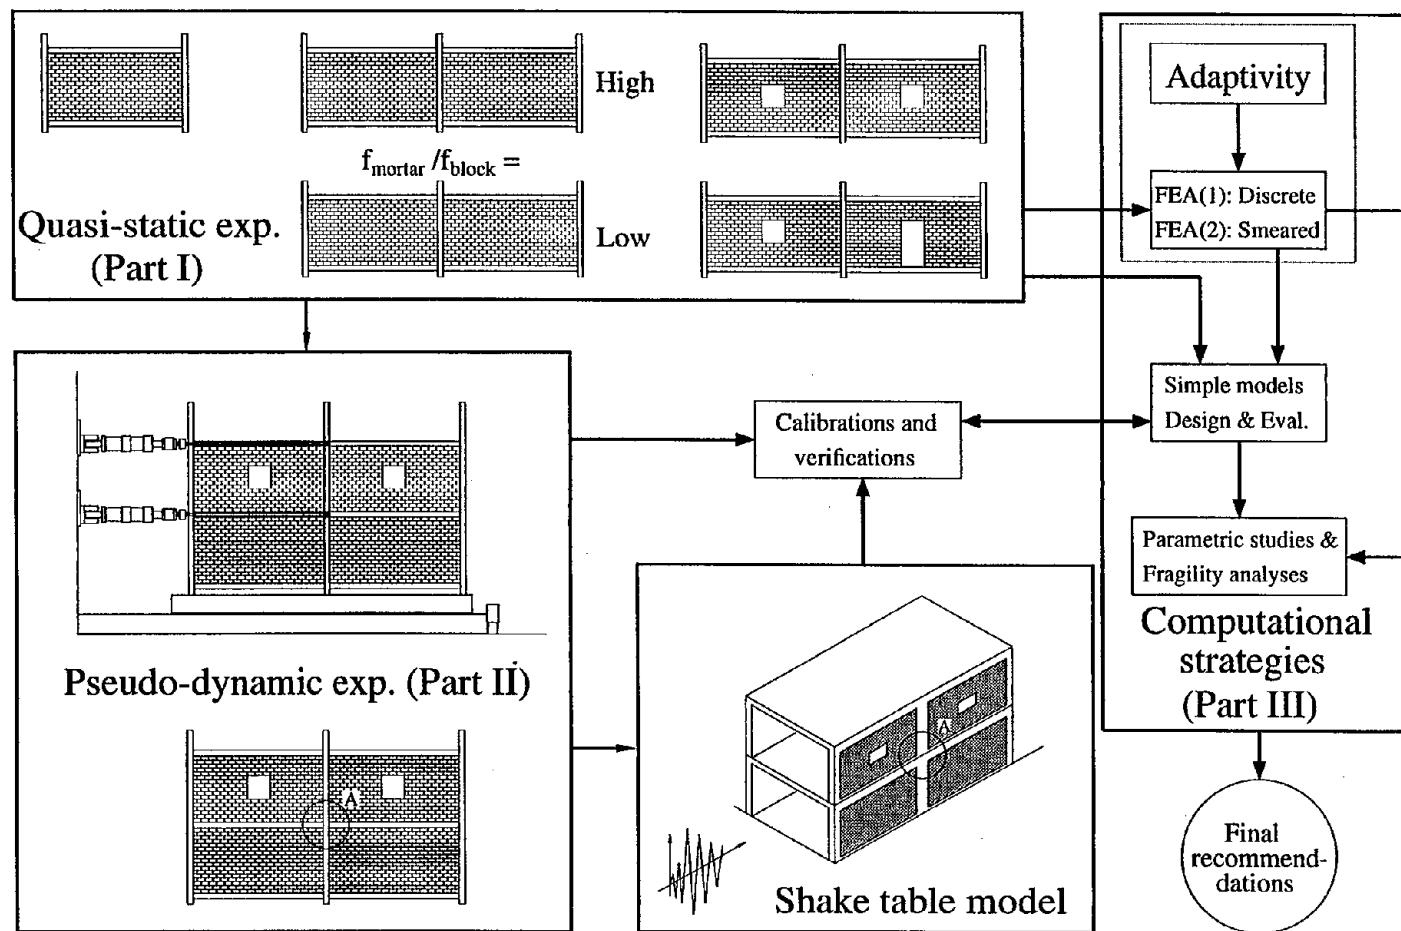 High
f_mortar /f_block =
Low
Quasi-static exp.
(Part I)
Adaptivity
FEA(1): Discrete
FEA(2): Smeared
Simple models
Design & Eval.
Calibrations and
verifications
Parametric studies &
Fragility analyses
Computational
strategies
(Part III)
Pseudo-dynamic exp. (Part II)
A
A
Shake table model
Final
recommend-
dations